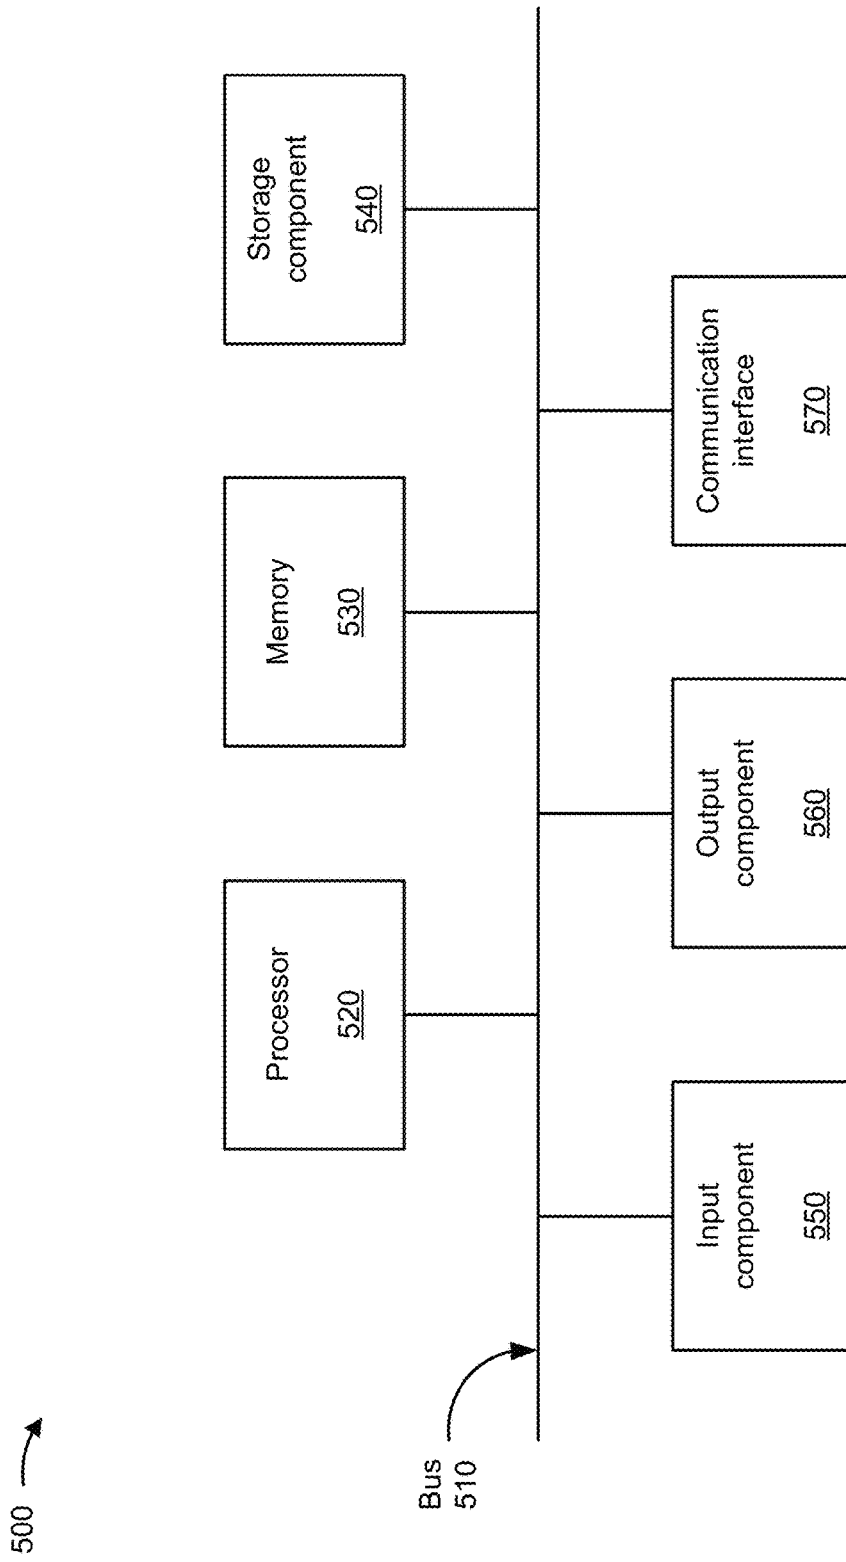 500
Processor
520
Memory
530
Storage
component
540
Bus
510
Input
component
550
Output
component
560
Communication
interface
570